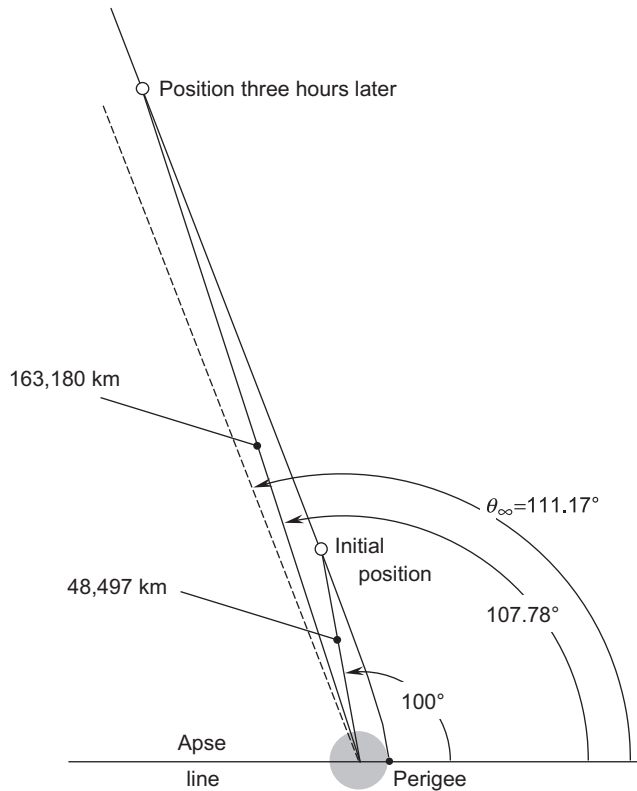 Position three hours later
163,180 km
θ∞=111.17°
Initial
position
48,497 km
107.78°
100°
Apse
line
Perigee